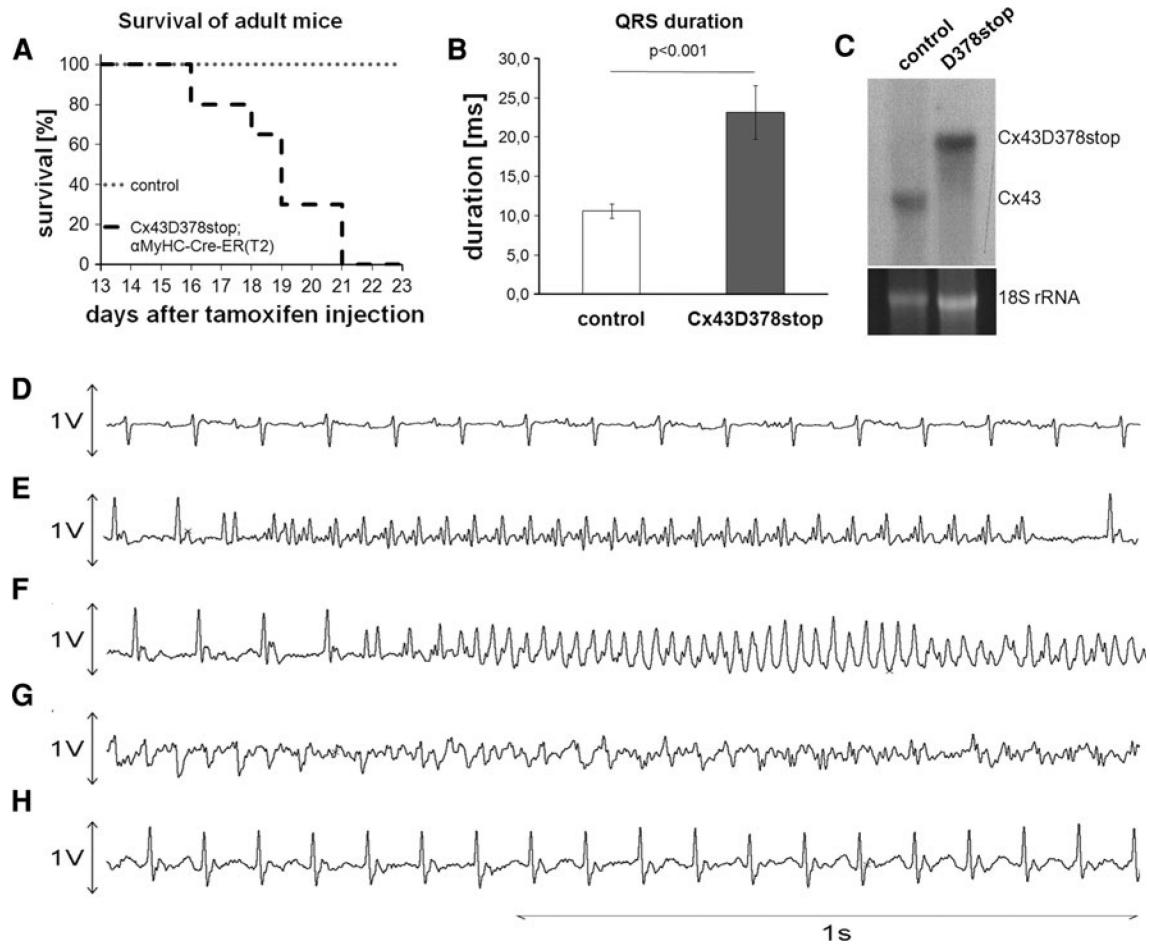 Survival of adult mice
A
100
80
60
40
20
0
survival [%]
control
Cx43D378stop;
αMyHC-Cre-ER(T2)
13 14 15 16 17 18 19 20 21 22 23
days after tamoxifen injection
QRS duration
B
p<0.001
30,0
25,0
20,0
15,0
10,0
5,0
0,0
duration [ms]
control Cx43D378stop
C
control
D378stop
Cx43D378stop
Cx43
18S rRNA
D
1V
E
1V
F
1V
G
1V
H
1V
1s